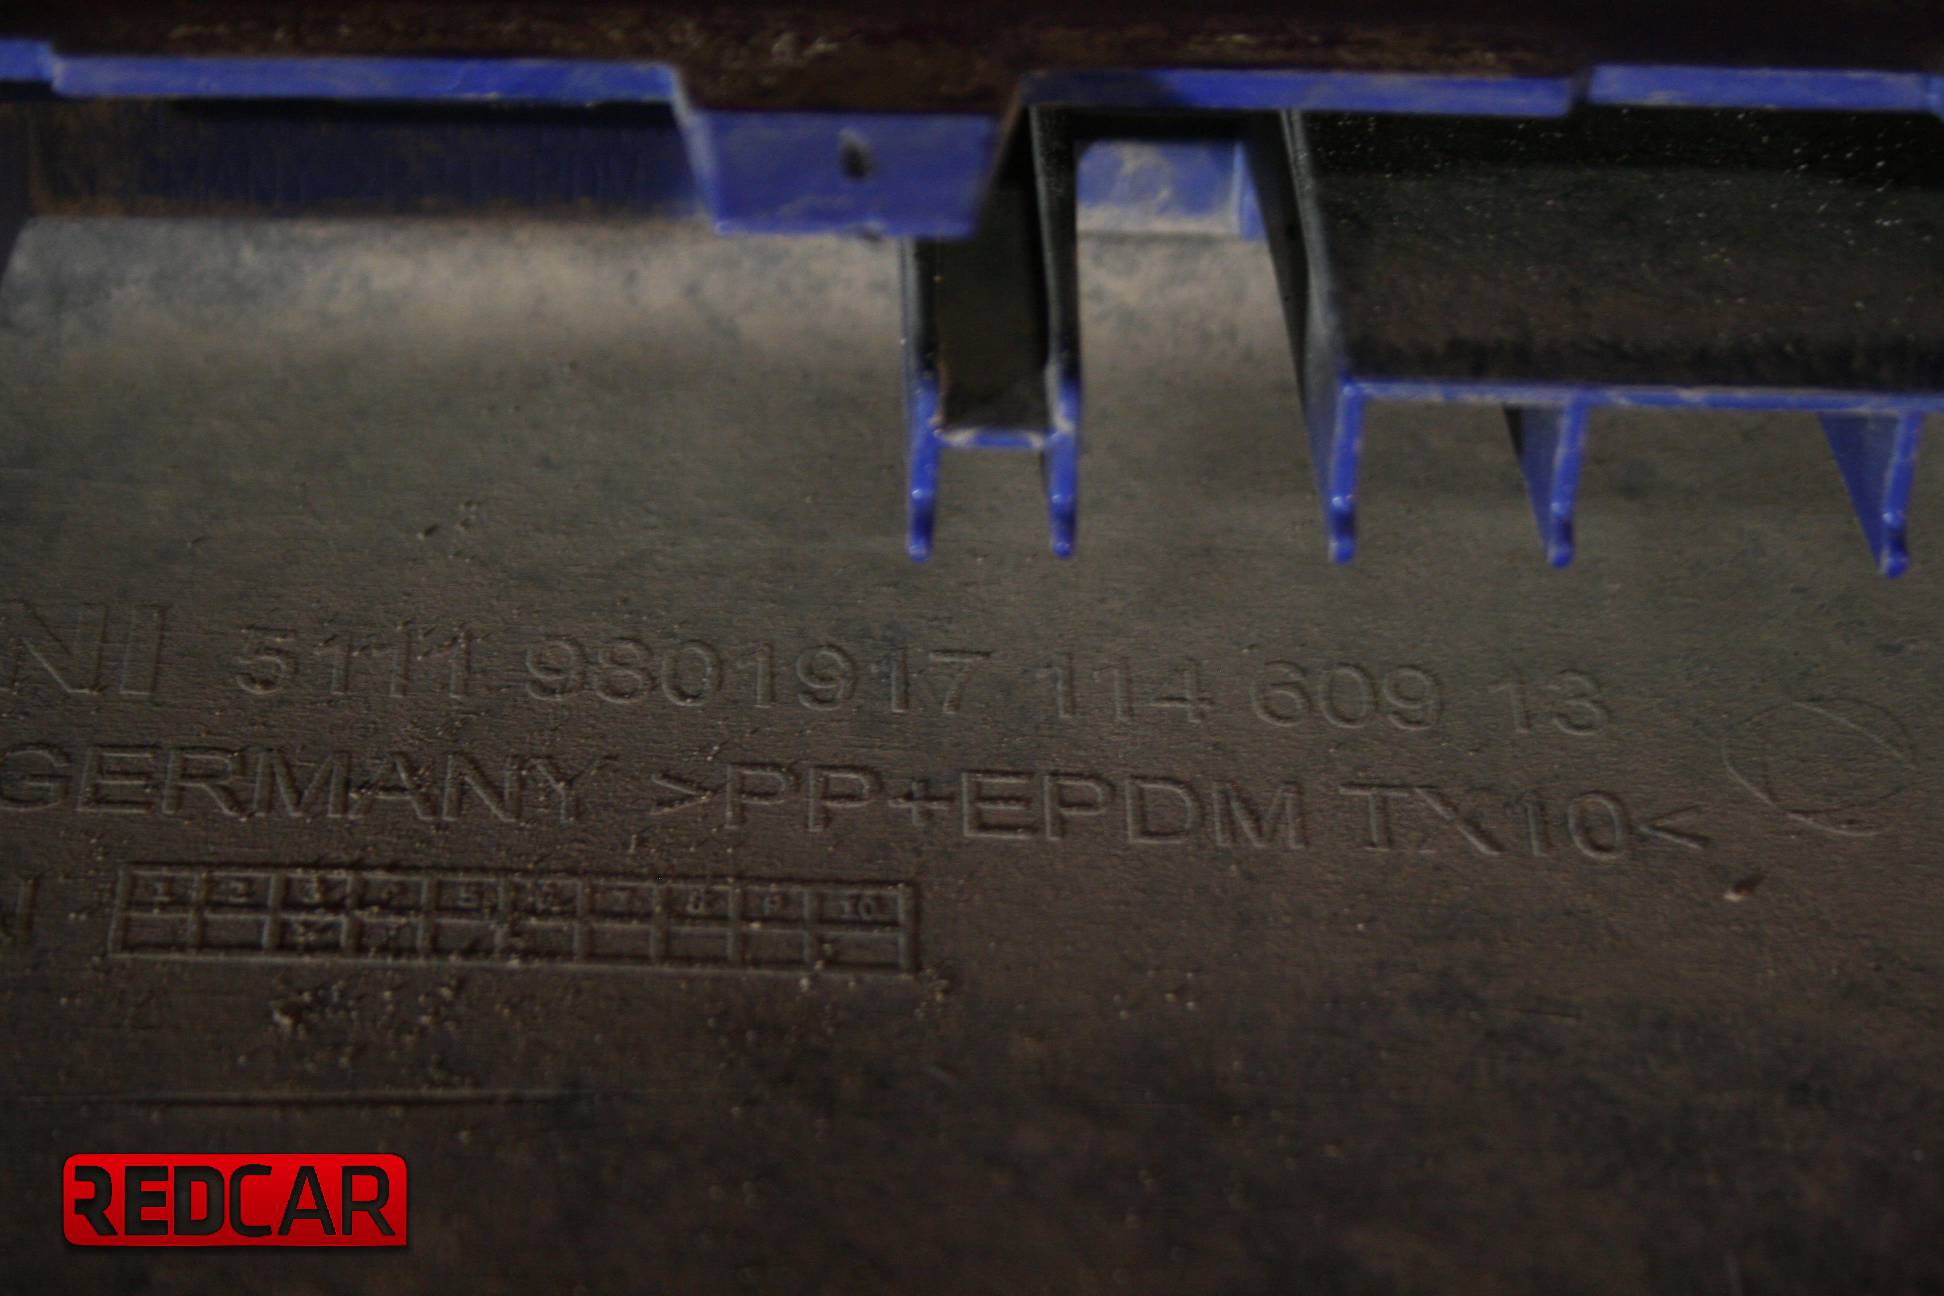 NI 5111 9801917 114 609 13
GERMANY >PP+EPDM TX10<
1 2 3 4 5 6 7 8 9 10
REDCAR